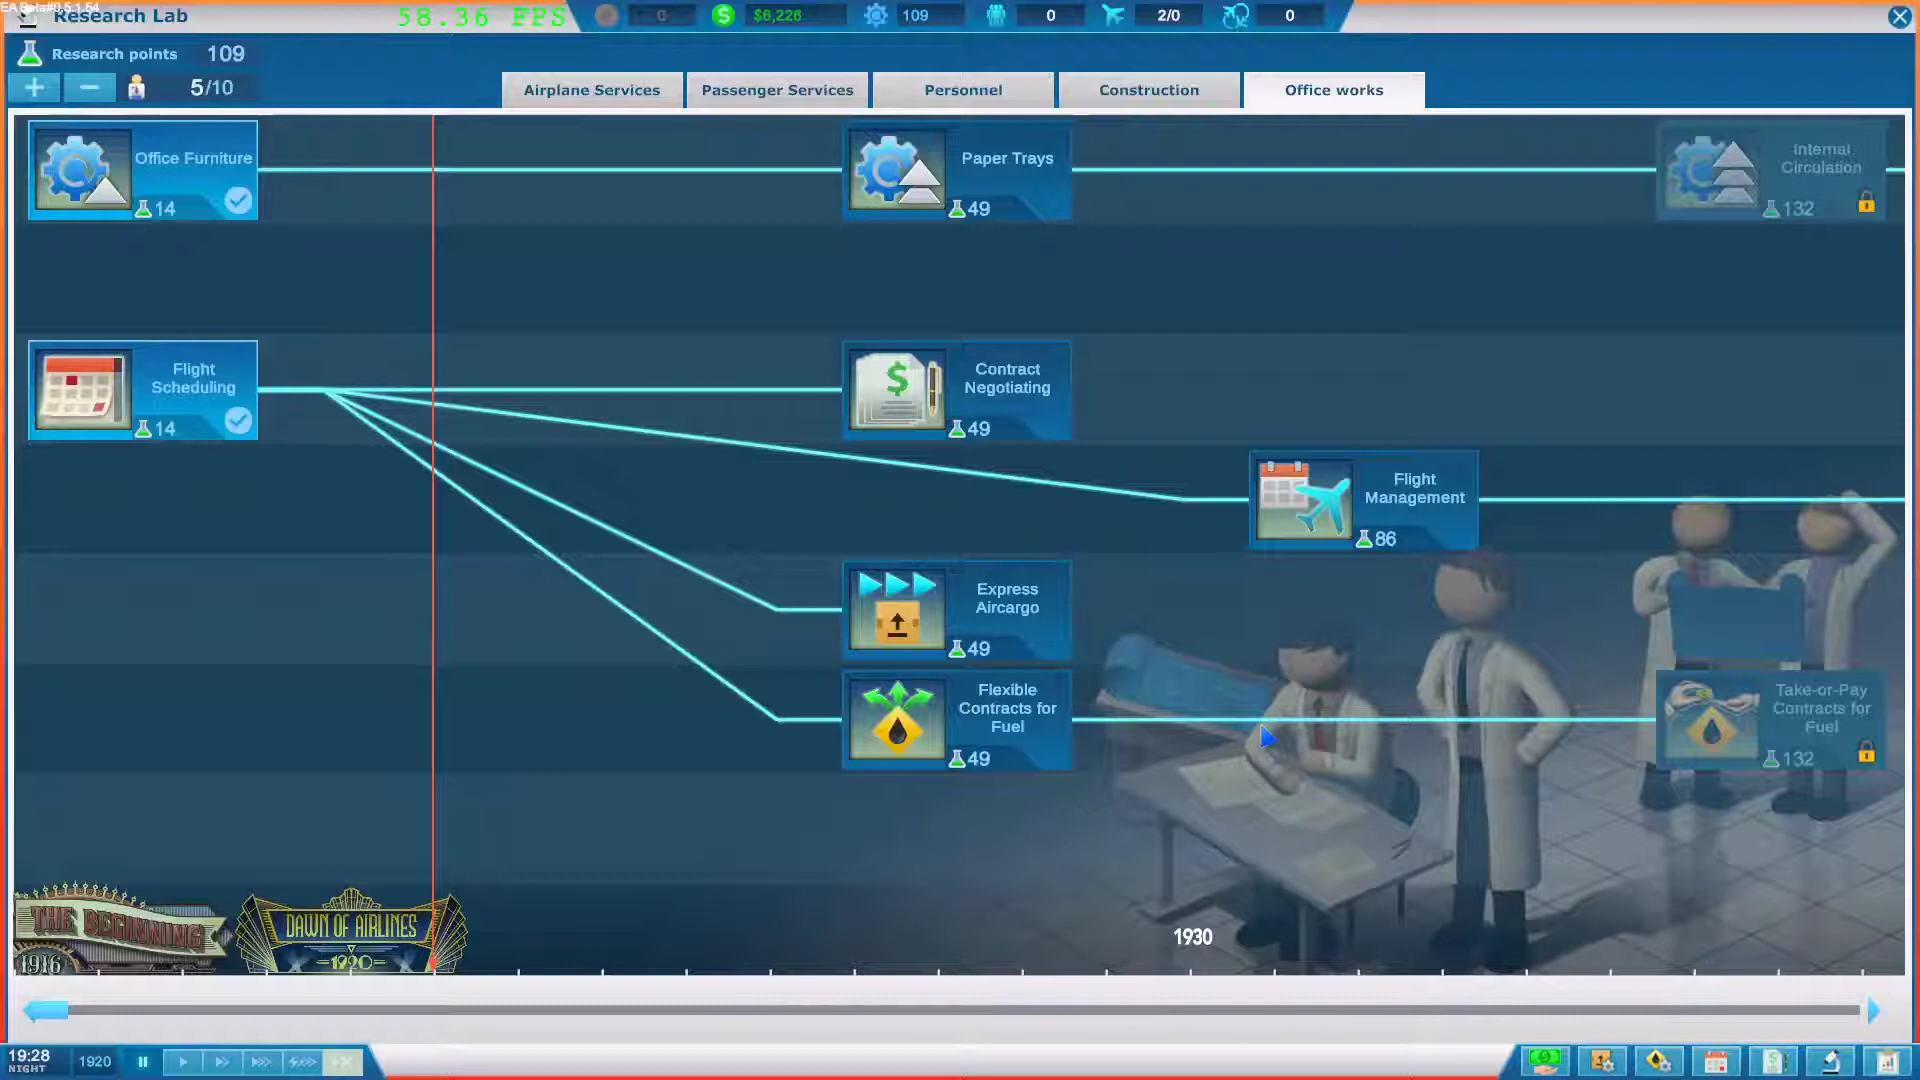 EA Beta#0.5.1.54
Research Lab
58.36 FPS
0
$6,226
109
0
2/0
0
Research points 109
5/10
Airplane Services
Passenger Services
Personnel
Construction
Office works
Office Furniture
14
Paper Trays
49
Internal
Circulation
132
Flight
Scheduling
14
Contract
Negotiating
49
Flight
Management
86
Express
Aircargo
49
Flexible
Contracts for
Fuel
49
Take-or-Pay
Contracts for
Fuel
132
THE BEGINNING
1916
DAWN OF AIRLINES
1920
1930
19:28
NIGHT
1920